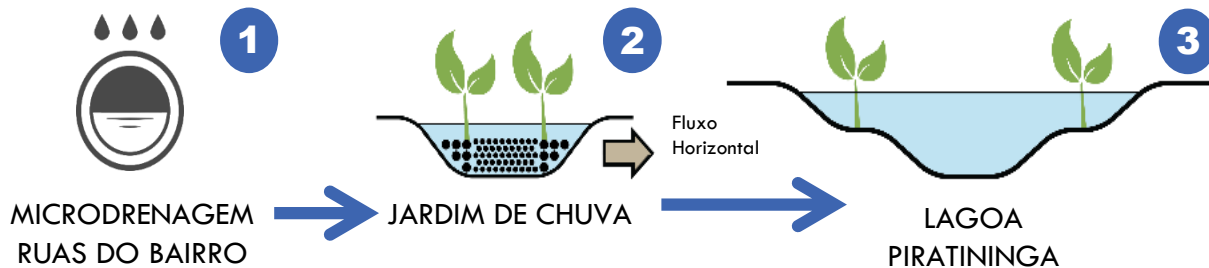 1
2
3
Fluxo
Horizontal
MICRODRENAGEM
RUAS DO BAIRRO
JARDIM DE CHUVA
LAGOA
PIRATININGA